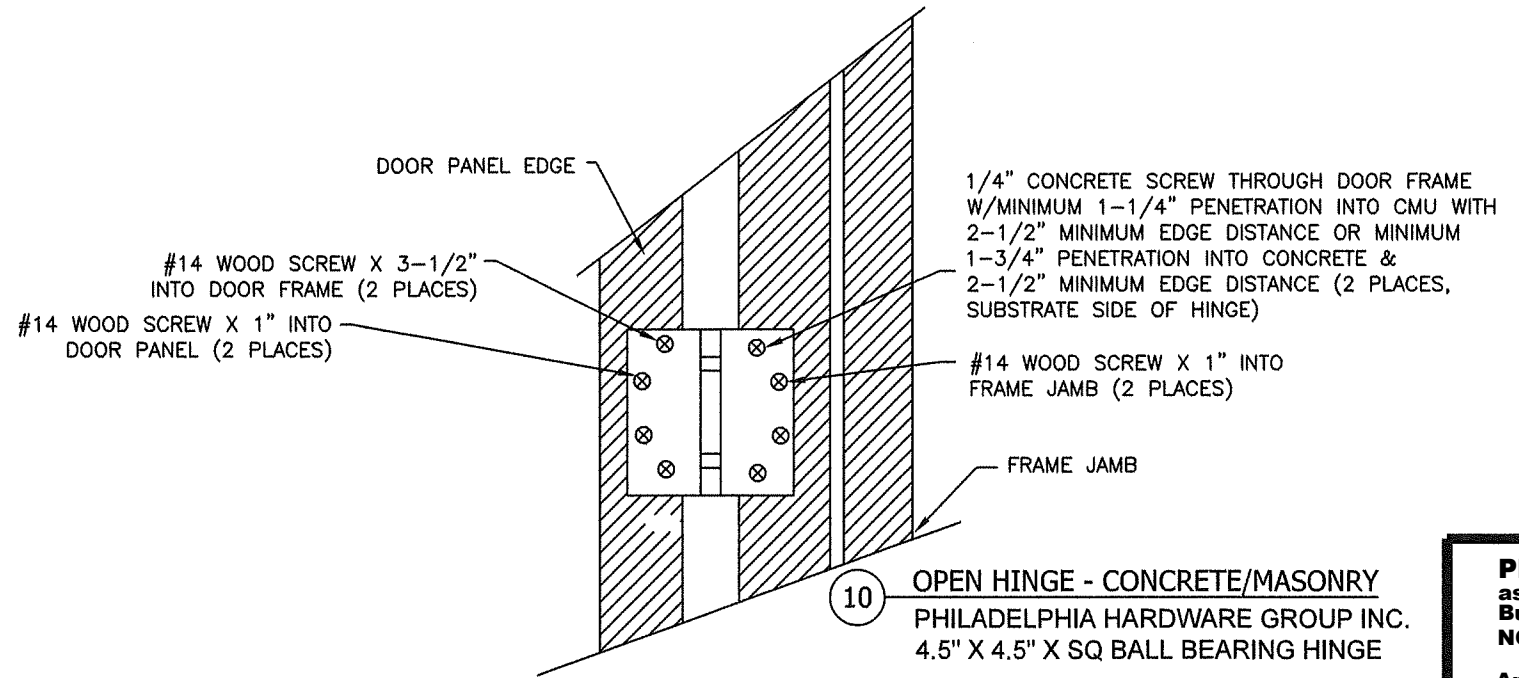 DOOR PANEL EDGE
#14 WOOD SCREW X 3-1/2"
INTO DOOR FRAME (2 PLACES)
#14 WOOD SCREW X 1" INTO
DOOR PANEL (2 PLACES)
1/4" CONCRETE SCREW THROUGH DOOR FRAME
W/MINIMUM 1-1/4" PENETRATION INTO CMU WITH
2-1/2" MINIMUM EDGE DISTANCE OR MINIMUM
1-3/4" PENETRATION INTO CONCRETE &
2-1/2" MINIMUM EDGE DISTANCE (2 PLACES,
SUBSTRATE SIDE OF HINGE)
#14 WOOD SCREW X 1" INTO
FRAME JAMB (2 PLACES)
FRAME JAMB
10
OPEN HINGE - CONCRETE/MASONRY
PHILADELPHIA HARDWARE GROUP INC.
4.5" X 4.5" X SQ BALL BEARING HINGE